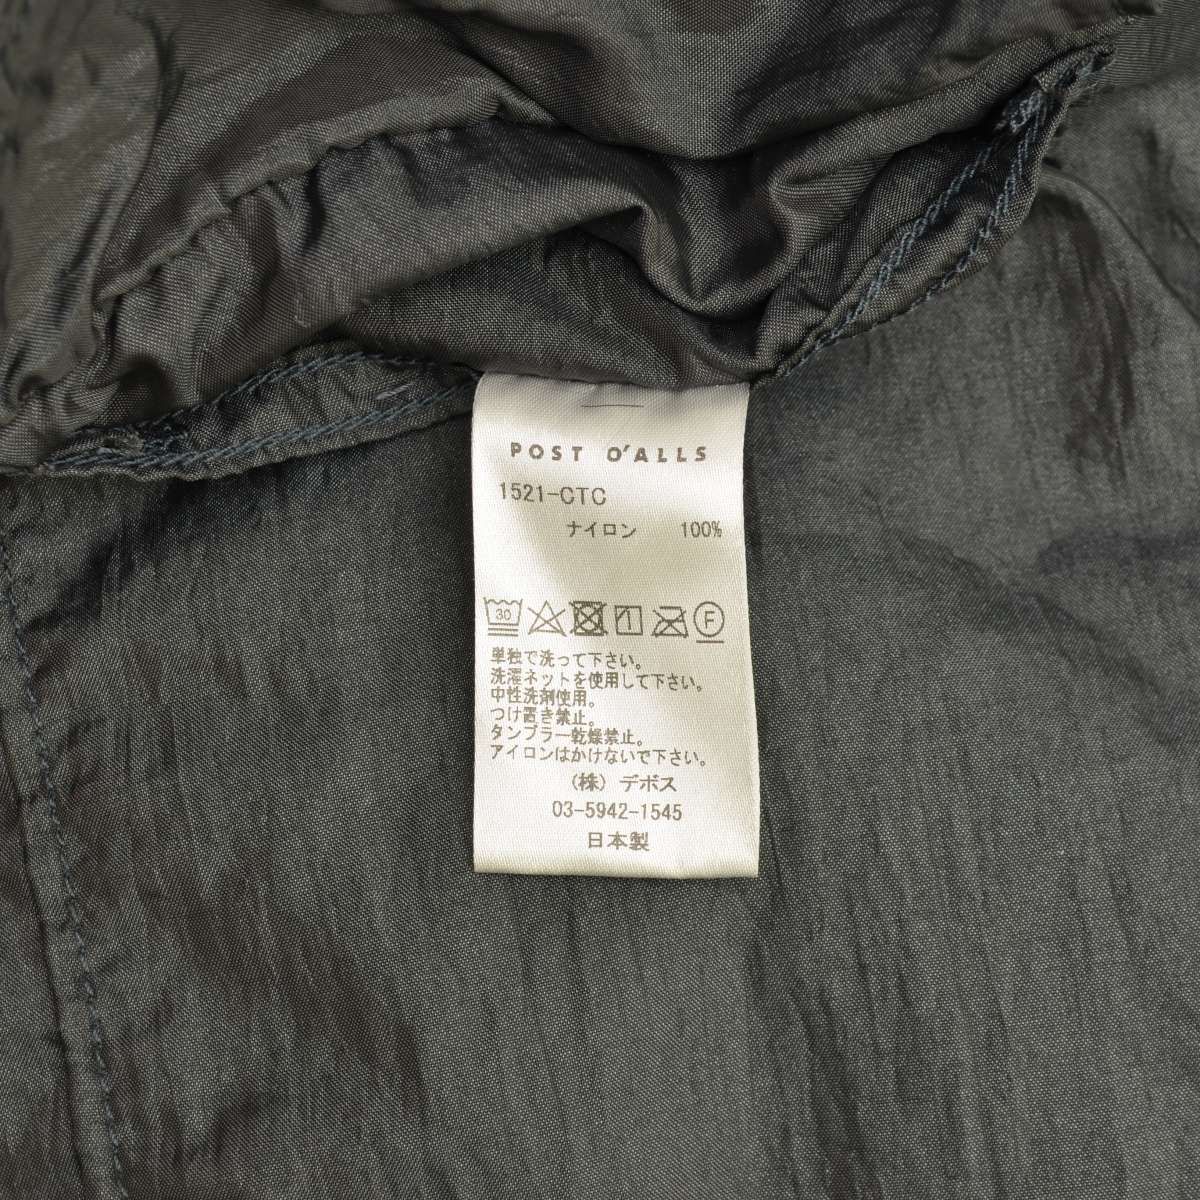 POST O'ALLS
1521-CTC
ナイロン 100%
30 F
単独で洗って下さい。
洗濯ネットを使用して下さい。
中性洗剤使用。
つけ置き禁止。
タンブラー乾燥禁止。
アイロンはかけないで下さい。
(株) デボス
03-5942-1545
日本製